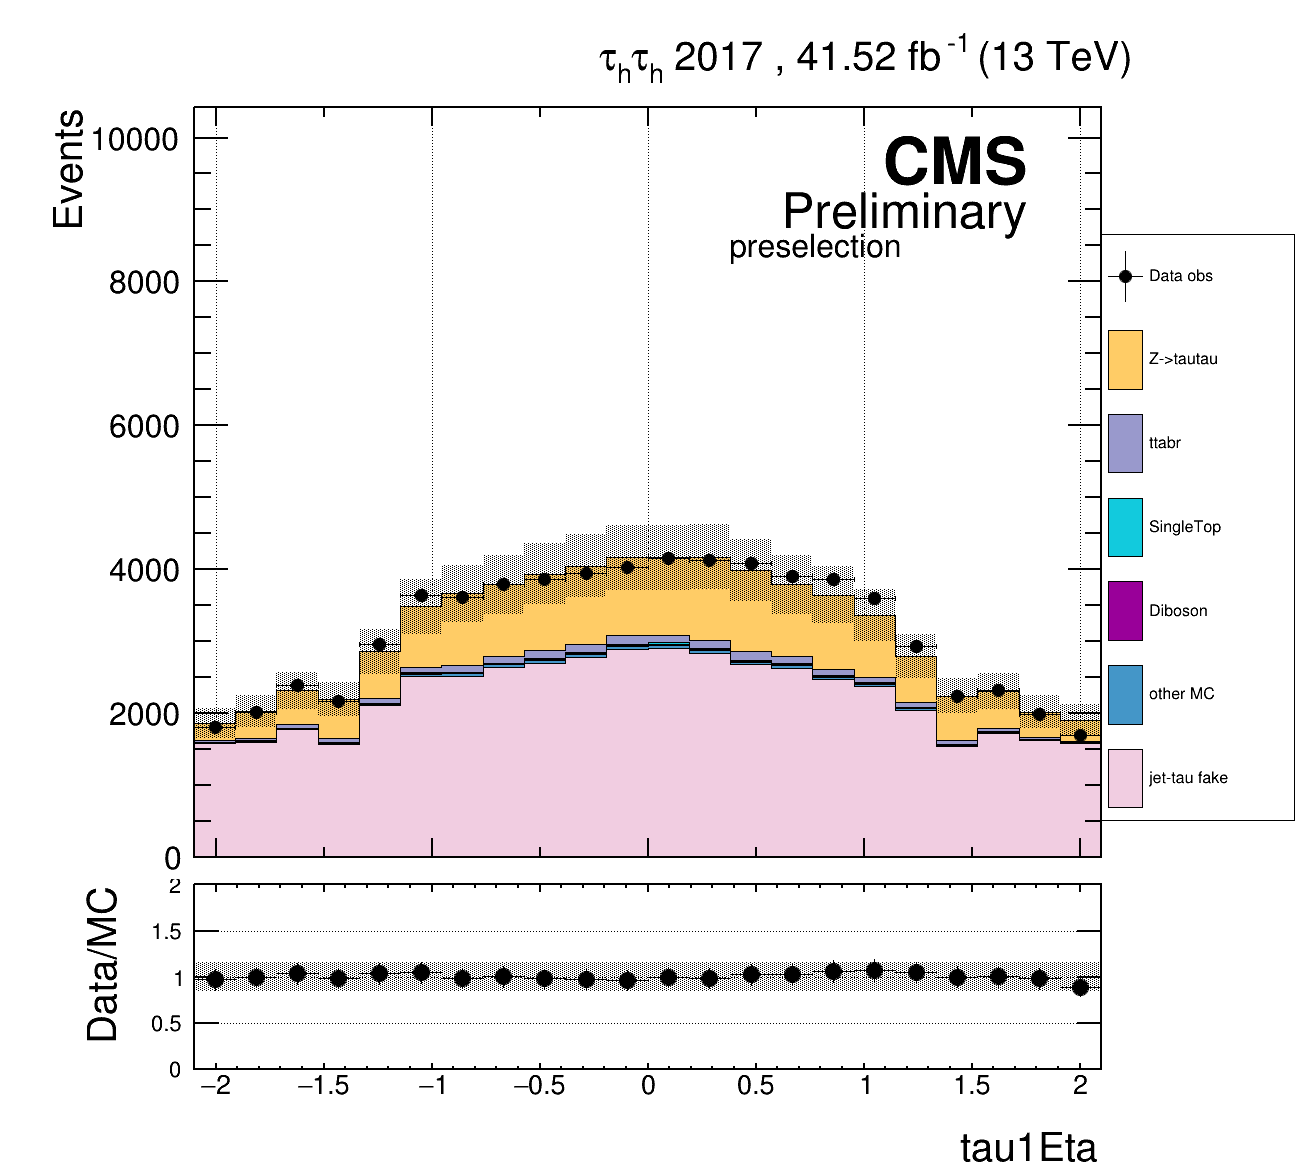 τhτh 2017 , 41.52 fb-1 (13 TeV)
Events
10000
8000
6000
4000
2000
0
CMS
Preliminary
preselection
Data obs
Z->tautau
ttabr
SingleTop
Diboson
other MC
jet-tau fake
Data/MC
2
1.5
1
0.5
0
−2 −1.5 −1 −0.5 0 0.5 1 1.5 2
tau1Eta